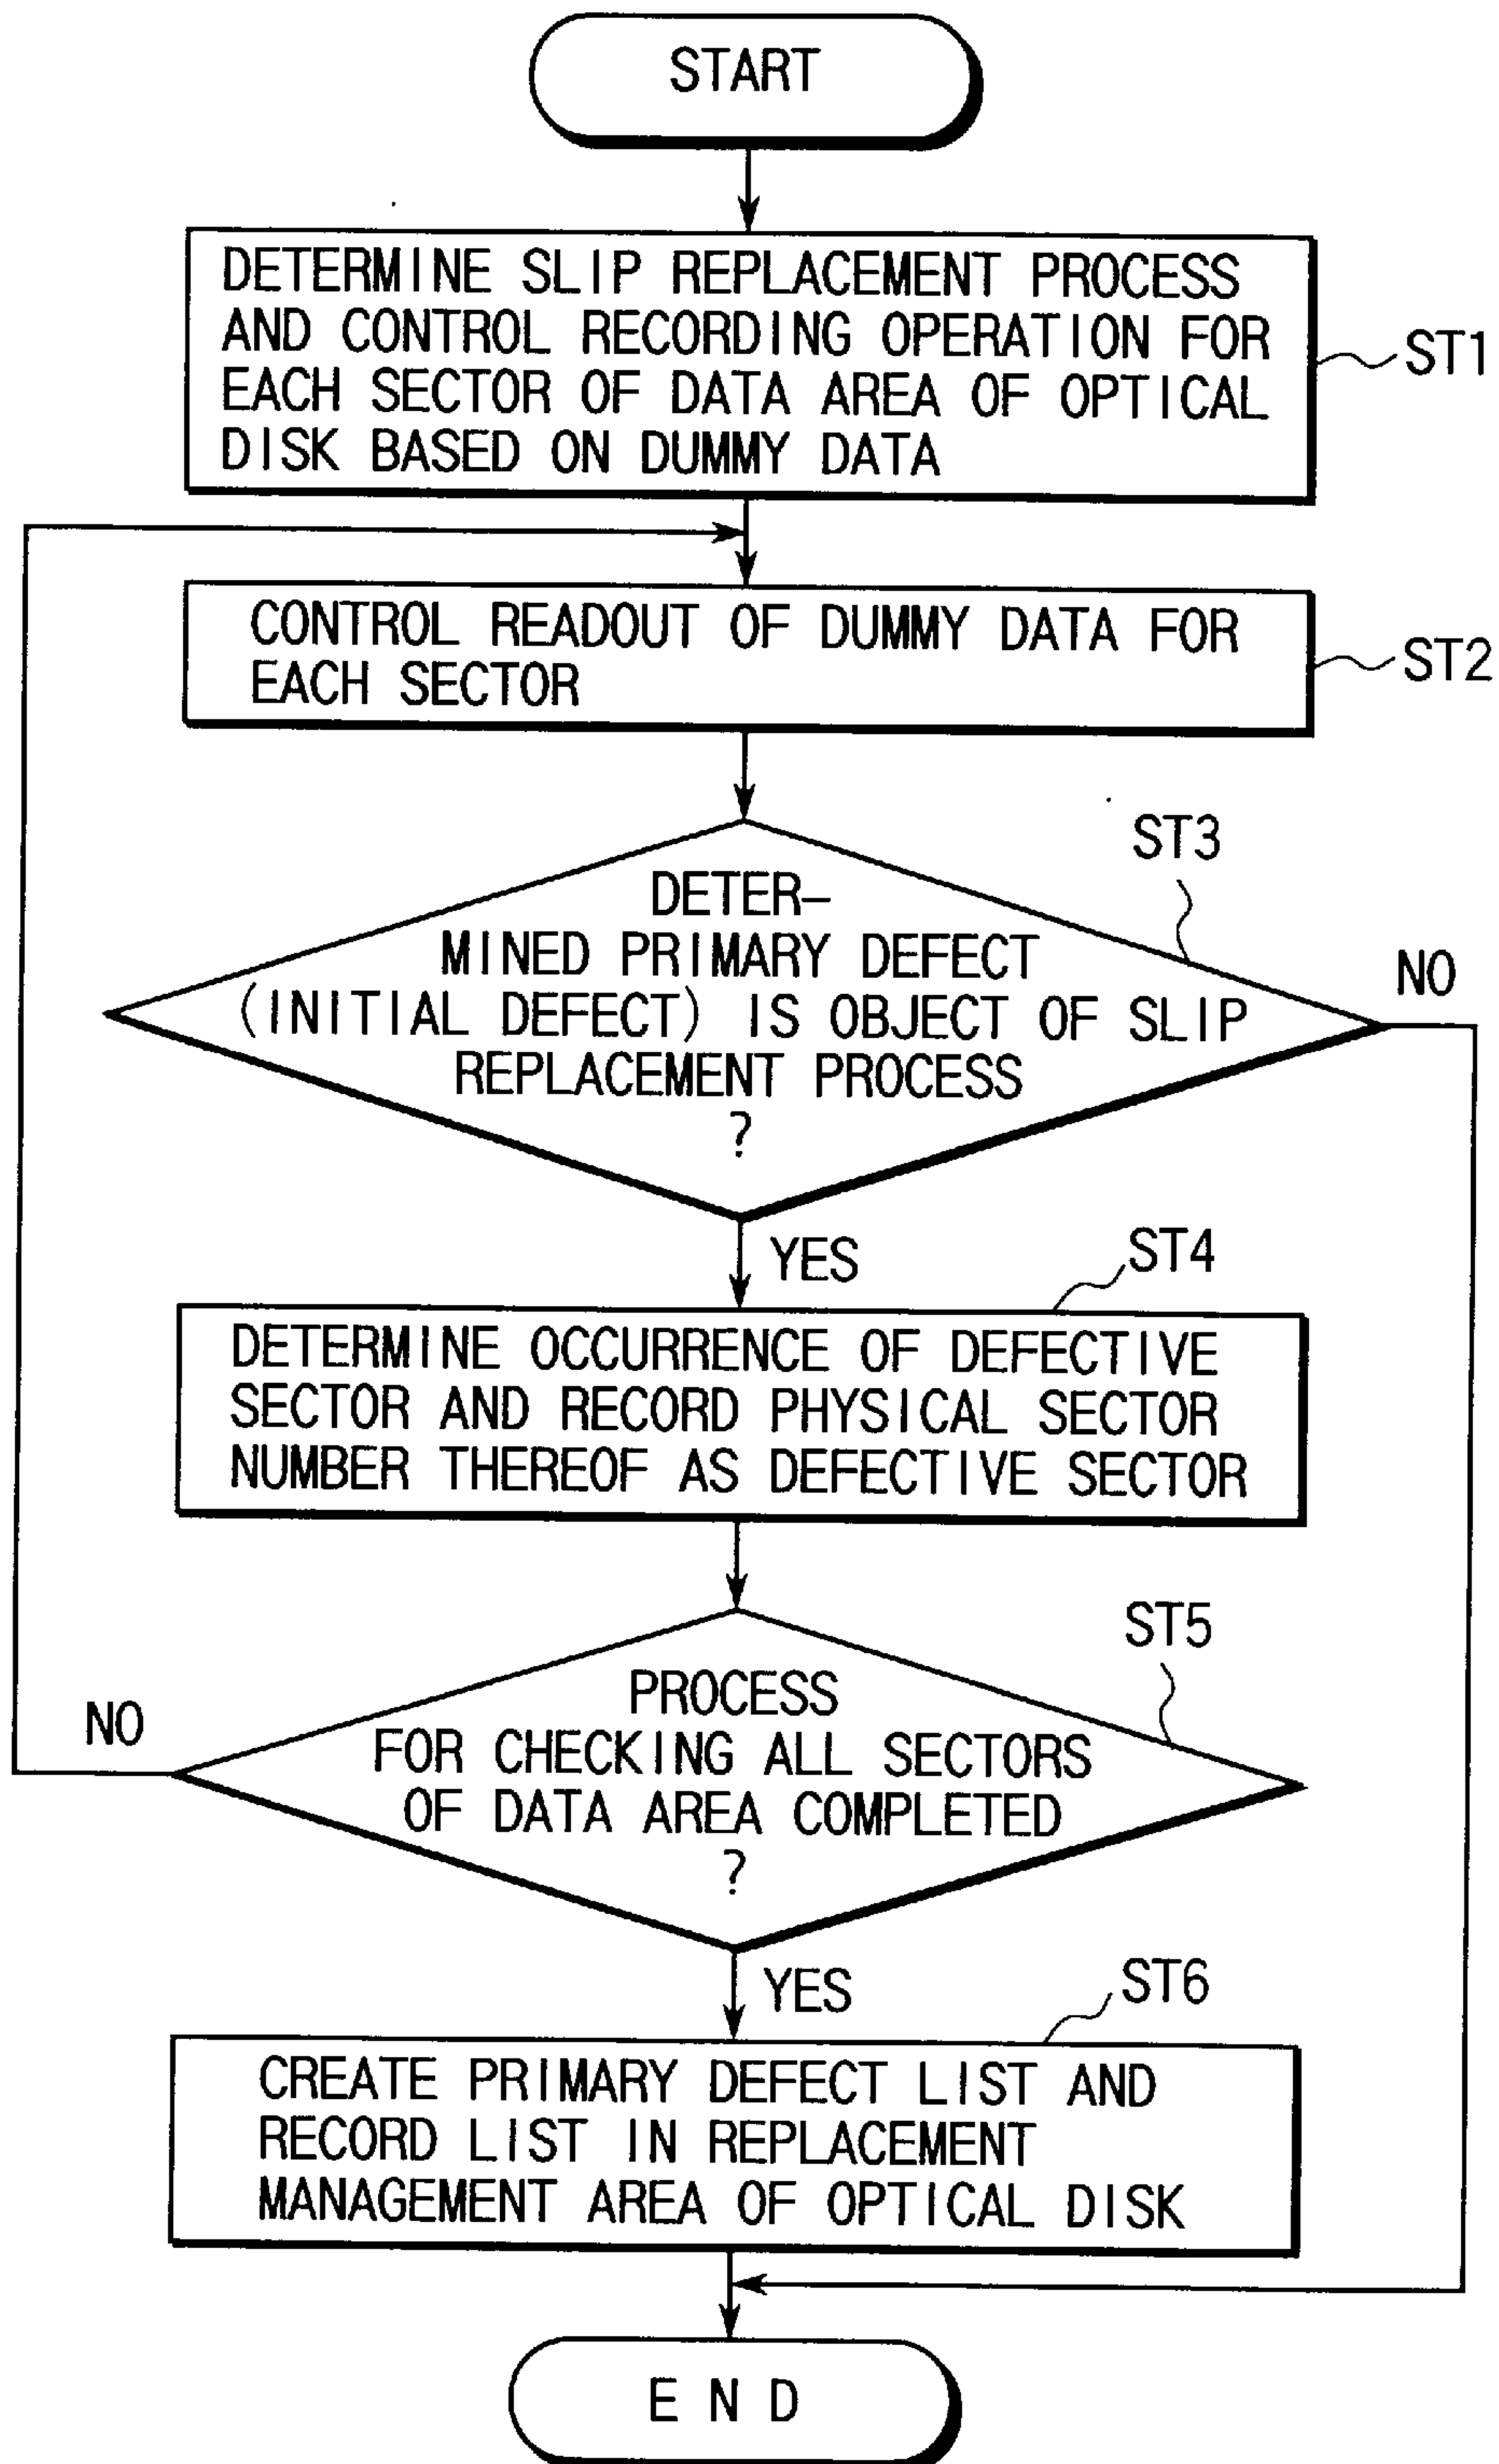 START
DETERMINE SLIP REPLACEMENT PROCESS
AND CONTROL RECORDING OPERATION FOR
EACH SECTOR OF DATA AREA OF OPTICAL
DISK BASED ON DUMMY DATA
ST1
CONTROL READOUT OF DUMMY DATA FOR
EACH SECTOR
ST2
ST3
DETER-
MINED PRIMARY DEFECT
(INITIAL DEFECT) IS OBJECT OF SLIP
REPLACEMENT PROCESS
?
NO
YES
ST4
DETERMINE OCCURRENCE OF DEFECTIVE
SECTOR AND RECORD PHYSICAL SECTOR
NUMBER THEREOF AS DEFECTIVE SECTOR
ST5
PROCESS
FOR CHECKING ALL SECTORS
OF DATA AREA COMPLETED
?
NO
YES
ST6
CREATE PRIMARY DEFECT LIST AND
RECORD LIST IN REPLACEMENT
MANAGEMENT AREA OF OPTICAL DISK
END